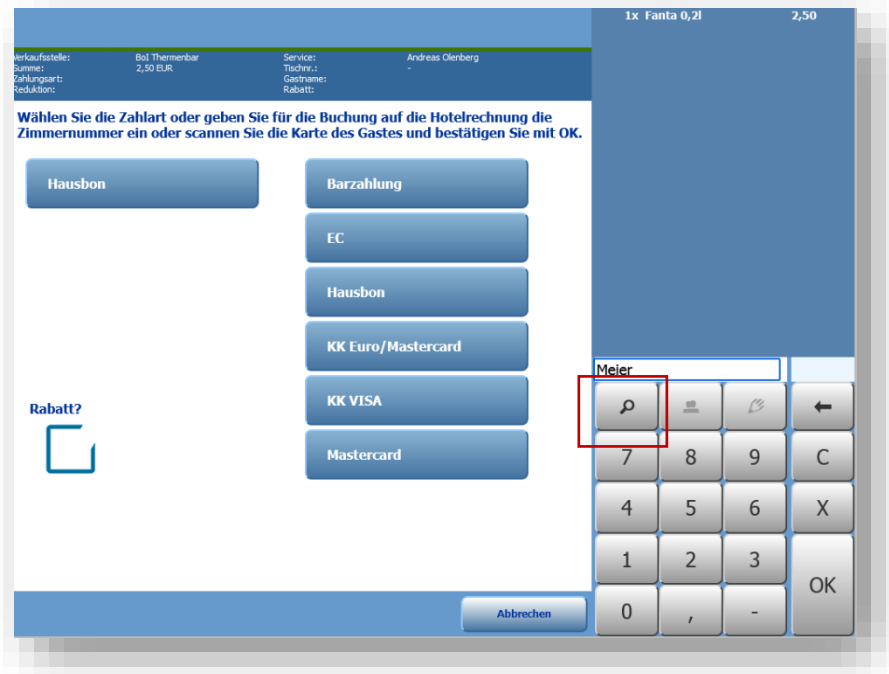 1x Fanta 0,2l 2,50
Verkaufsstelle: BoI Thermenbar Service: Andreas Olenberg
Summe: 2,50 EUR Tischnr.: -
Zahlungsart: Gastname:
Reduktion: Rabatt:
Wählen Sie die Zahlart oder geben Sie für die Buchung auf die Hotelrechnung die
Zimmernummer ein oder scannen Sie die Karte des Gastes und bestätigen Sie mit OK.
Hausbon
Barzahlung
EC
Hausbon
KK Euro/Mastercard
KK VISA
Mastercard
Rabatt?
Abbrechen
Meier
7 8 9 C
4 5 6 X
1 2 3
OK
0 , -